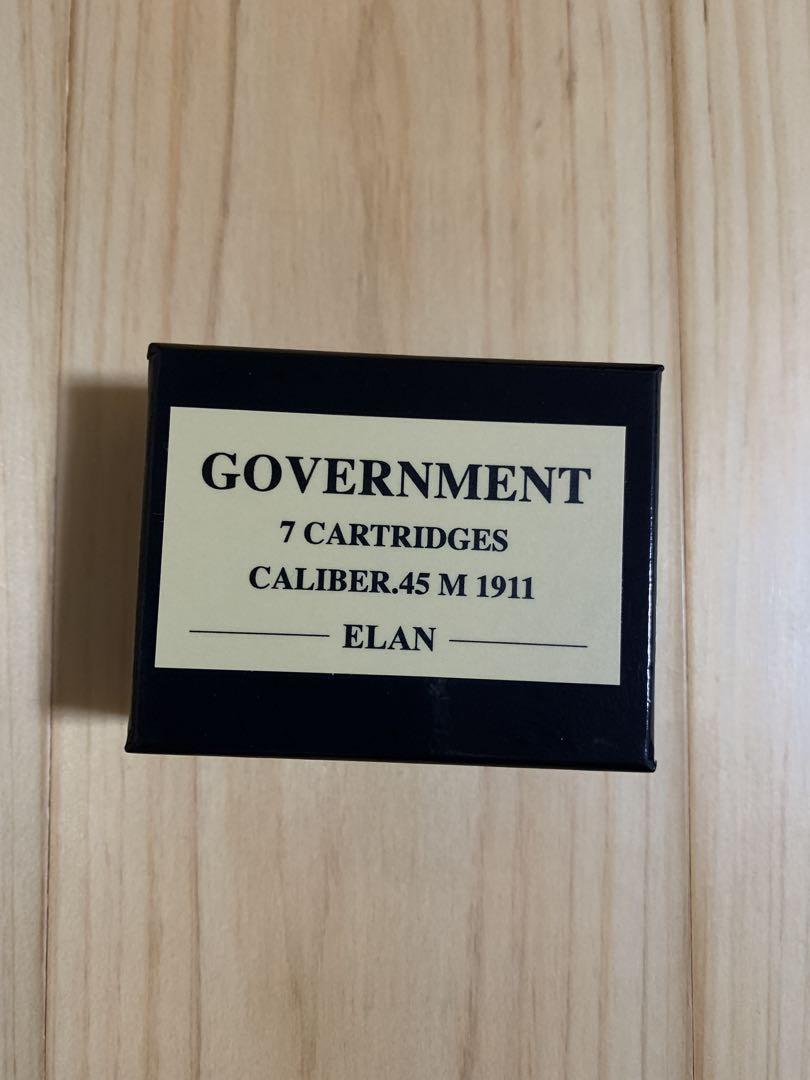 GOVERNMENT
7 CARTRIDGES
CALIBER.45 M 1911
ELAN